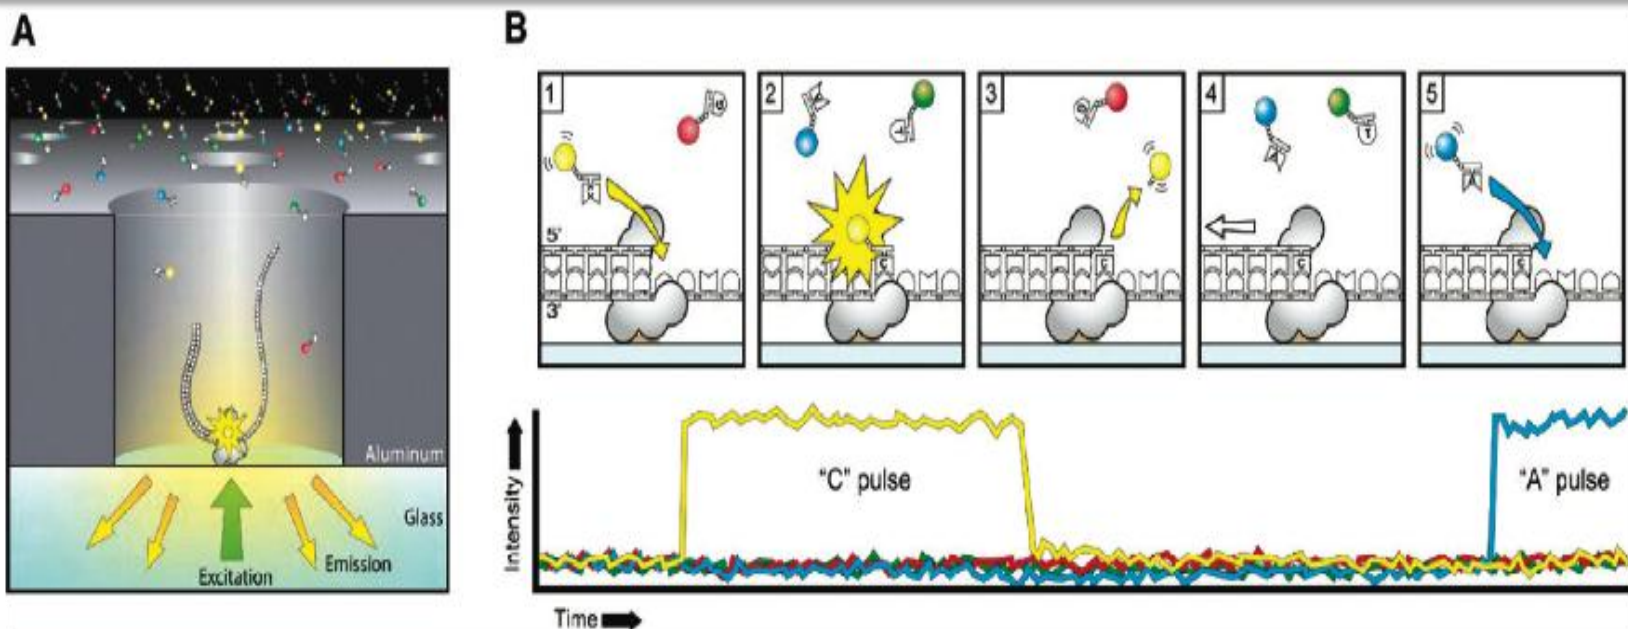 A
Aluminum
Glass
Excitation
Emission
B
1
2
3
4
5
5'
3'
C
C
C
C
T
A
Intensity
"C" pulse
"A" pulse
Time